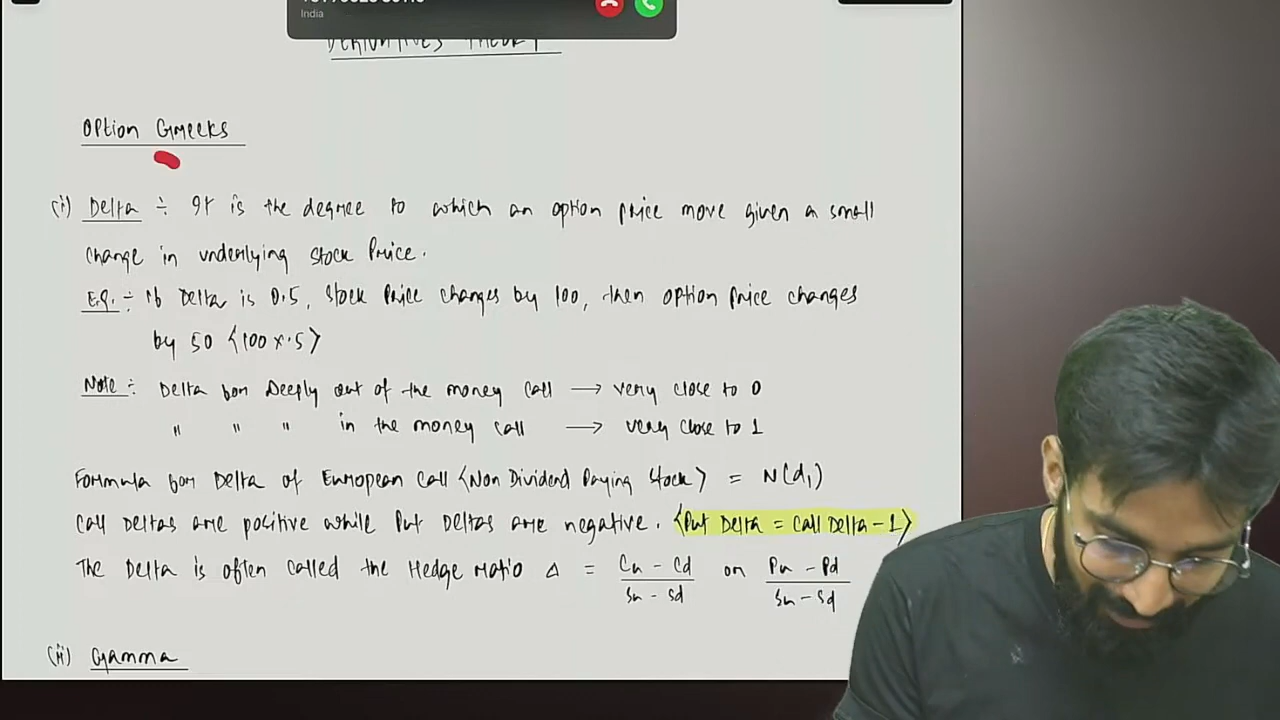 India
DERIVATIVES THEORY
Option Greeks
(i) Delta ÷ It is the degree to which an option price move given a small
change in underlying stock Price.
E.g. ÷ If Delta is 0.5, Stock Price changes by 100, then option price changes
by 50 <100 x .5>
Note ÷ Delta for Deeply out of the money call → very close to 0
" " " in the money call → very close to 1
Formula for Delta of European Call <Non Dividend Paying Stock> = N(d₁)
Call Deltas are positive while Put Deltas are negative. <Put Delta = Call Delta - 1>
The Delta is often called the Hedge Ratio Δ = Cu - Cd / Su - Sd or Pu - Pd / Su - Sd
(ii) Gamma